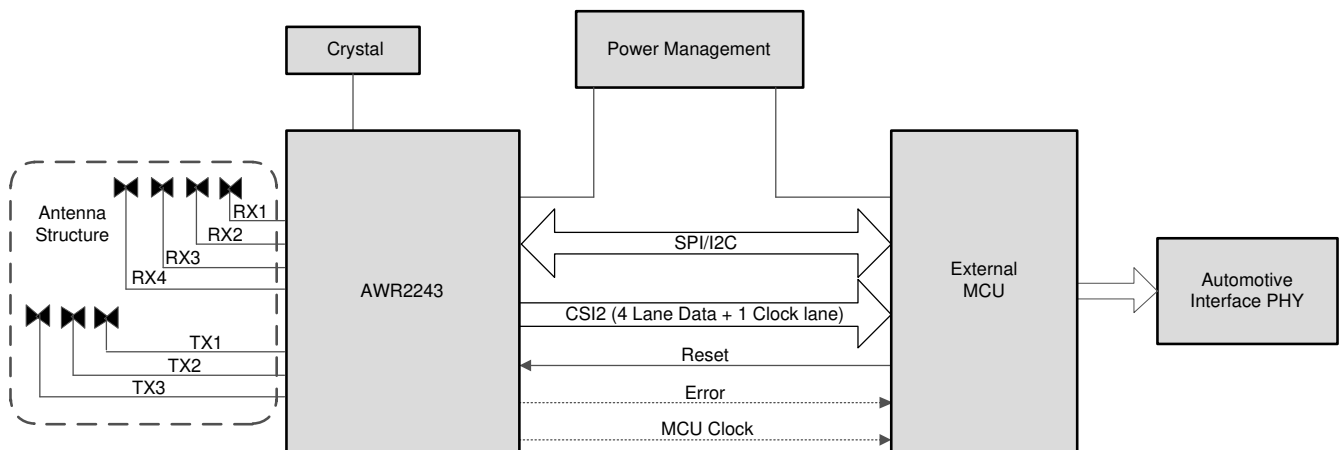 Crystal
Power Management
Antenna
Structure
RX1
RX2
RX3
RX4
TX1
TX2
TX3
AWR2243
SPI/I2C
CSI2 (4 Lane Data + 1 Clock lane)
Reset
Error
MCU Clock
External
MCU
Automotive
Interface PHY